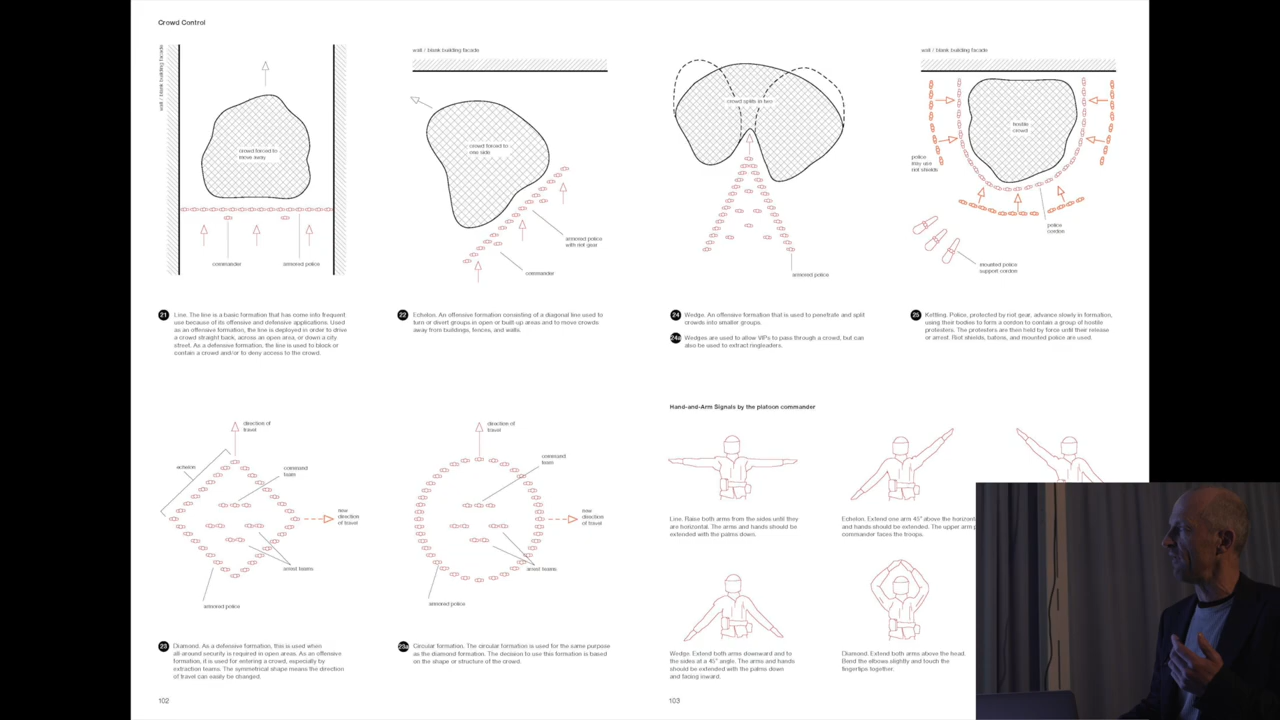 Crowd Control
wall / blank building facade
crowd forced to
move away
commander
armored police
21 Line. The line is a basic formation that has come into frequent
use because of its offensive and defensive applications. Used
as an offensive formation, the line is deployed in order to drive
a crowd straight back, across an open area, or down a city
street. As a defensive formation, the line is used to block or
contain a crowd and/or to deny access to the crowd.
wall / blank building facade
crowd forced to
one side
armored police
with riot gear
commander
22 Echelon. An offensive formation consisting of a diagonal line used to
turn or divert groups in open or built-up areas and to move crowds
away from buildings, fences, and walls.
crowd splits in two
armored police
24 Wedge. An offensive formation that is used to penetrate and split
crowds into smaller groups.
24a Wedges are used to allow VIPs to pass through a crowd, but can
also be used to extract ringleaders.
wall / blank building facade
hostile
crowd
police
may use
riot shields
police
cordon
mounted police
support cordon
25 Kettling. Police, protected by riot gear, advance slowly in formation,
using their bodies to form a cordon to contain a group of hostile
protesters. The protesters are then held by force until their release
or arrest. Riot shields, batons, and mounted police are used.
direction of
travel
echelon
command
team
new
direction
of travel
arrest teams
armored police
23 Diamond. As a defensive formation, this is used when
all-around security is required in open areas. As an offensive
formation, it is used for entering a crowd, especially by
extraction teams. The symmetrical shape means the direction
of travel can easily be changed.
102
direction of
travel
command
team
new
direction
of travel
arrest teams
armored police
23a Circular formation. The circular formation is used for the same purpose
as the diamond formation. The decision to use this formation is based
on the shape or structure of the crowd.
Hand-and-Arm Signals by the platoon commander
Line. Raise both arms from the sides until they
are horizontal. The arms and hands should be
extended with the palms down.
Echelon. Extend one arm 45° above the horizont
and hands should be extended. The upper arm p
commander faces the troops.
Wedge. Extend both arms downward and to
the sides at a 45° angle. The arms and hands
should be extended with the palms down
and facing inward.
Diamond. Extend both arms above the head.
Bend the elbows slightly and touch the
fingertips together.
103